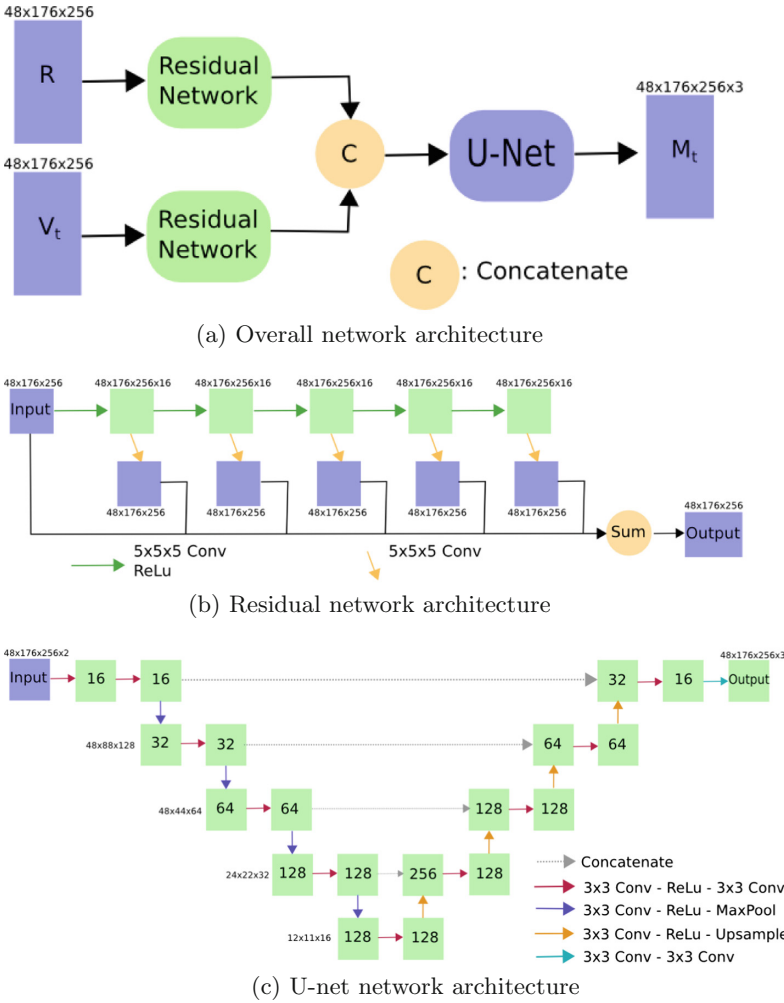 48x176x256
R
Residual
Network
48x176x256x3
C
U-Net
Mt
48x176x256
Vt
Residual
Network
C
: Concatenate
(a) Overall network architecture
48x176x256
48x176x256x16
48x176x256x16
48x176x256x16
48x176x256x16
48x176x256x16
Input
48x176x256
48x176x256
48x176x256
48x176x256
48x176x256
48x176x256
Sum
Output
5x5x5 Conv
ReLu
5x5x5 Conv
(b) Residual network architecture
48x176x256x2
48x176x256x3
Input
16
16
32
16
Output
48x88x128
32
32
64
64
48x44x64
64
64
128
128
24x22x32
128
128
256
128
12x11x16
128
128
Concatenate
3x3 Conv - ReLu - 3x3 Conv
3x3 Conv - ReLu - MaxPool
3x3 Conv - ReLu - Upsample
3x3 Conv - 3x3 Conv
(c) U-net network architecture